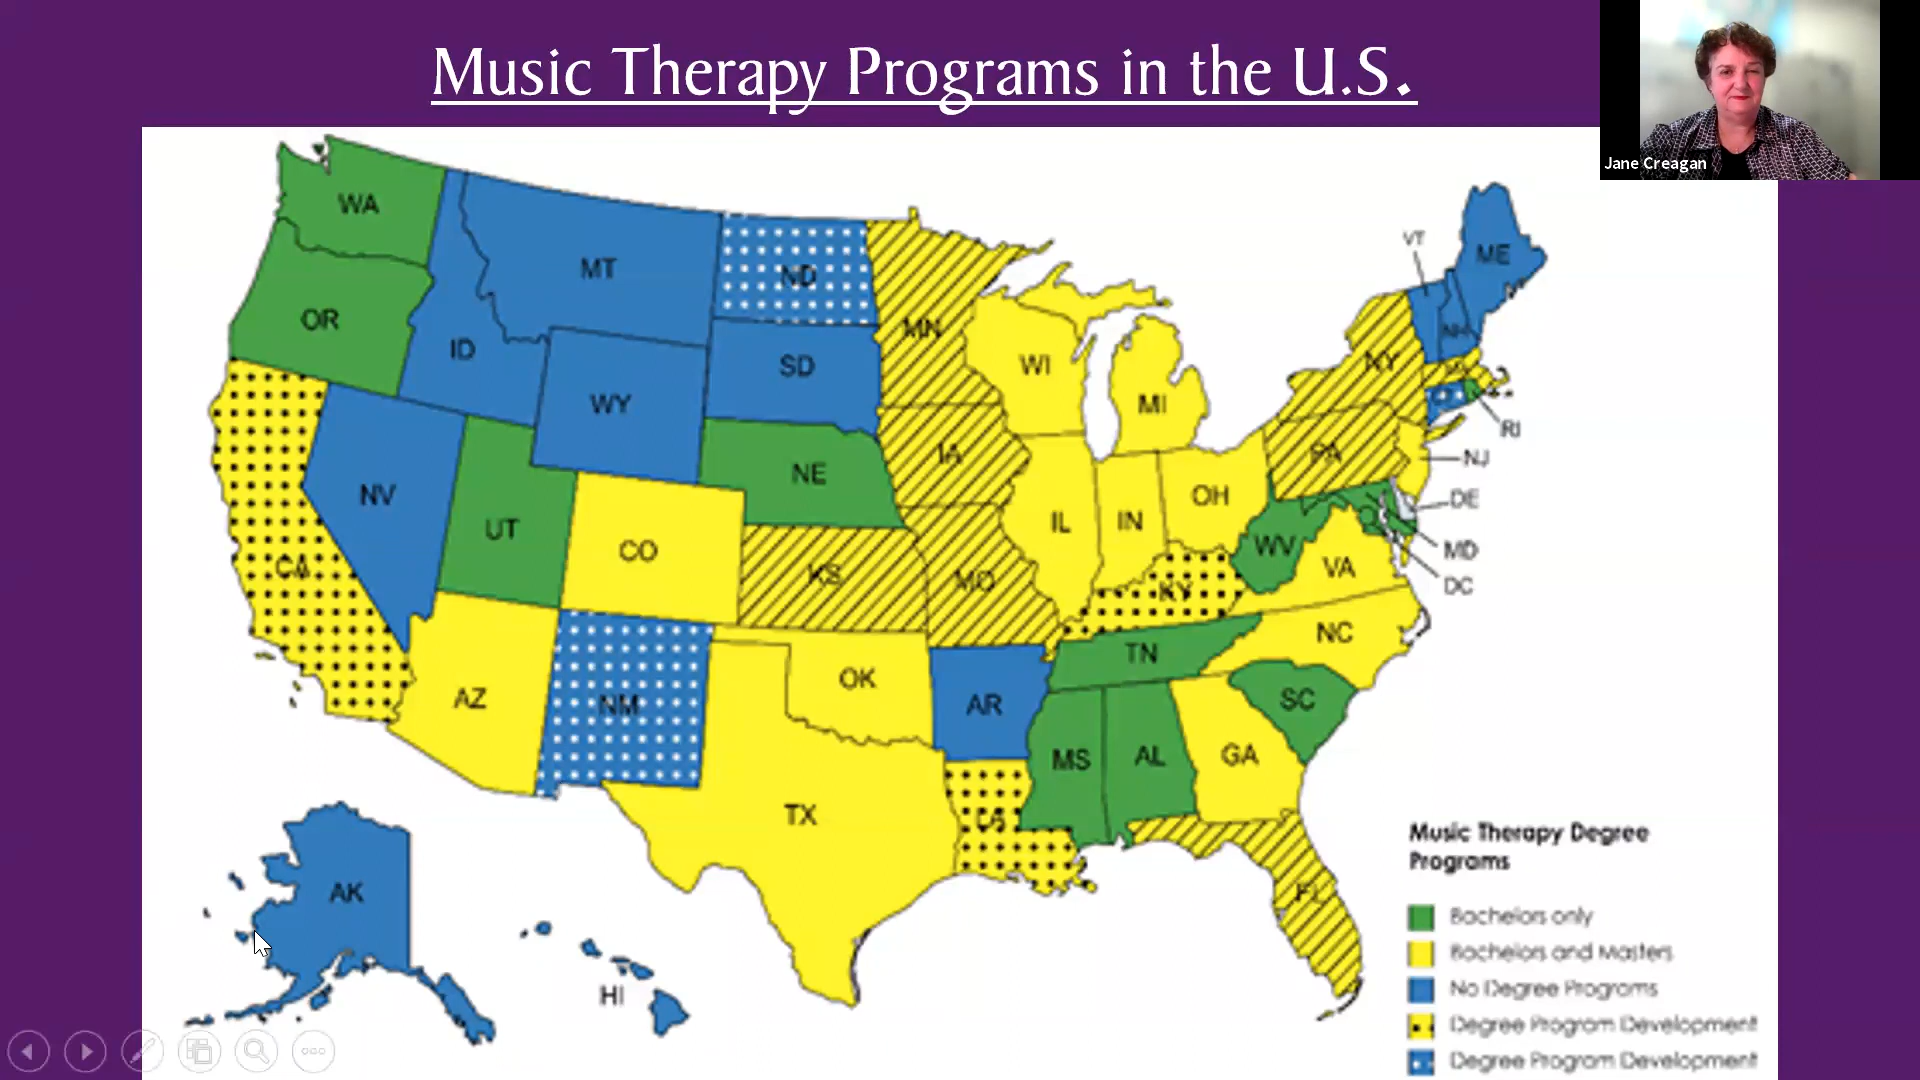 Music Therapy Programs in the U.S.
Jane Creagan
WA
OR
CA
ID
NV
MT
WY
UT
AZ
CO
NM
ND
SD
NE
KS
OK
TX
MN
IA
MO
AR
LA
WI
IL
MI
IN
OH
KY
TN
MS
AL
GA
FL
SC
NC
VA
WV
PA
NY
VT
ME
NH
MA
CT
RI
NJ
DE
MD
DC
AK
HI
Music Therapy Degree
Programs
Bachelors only
Bachelors and Masters
No Degree Programs
Degree Program Development
Degree Program Development